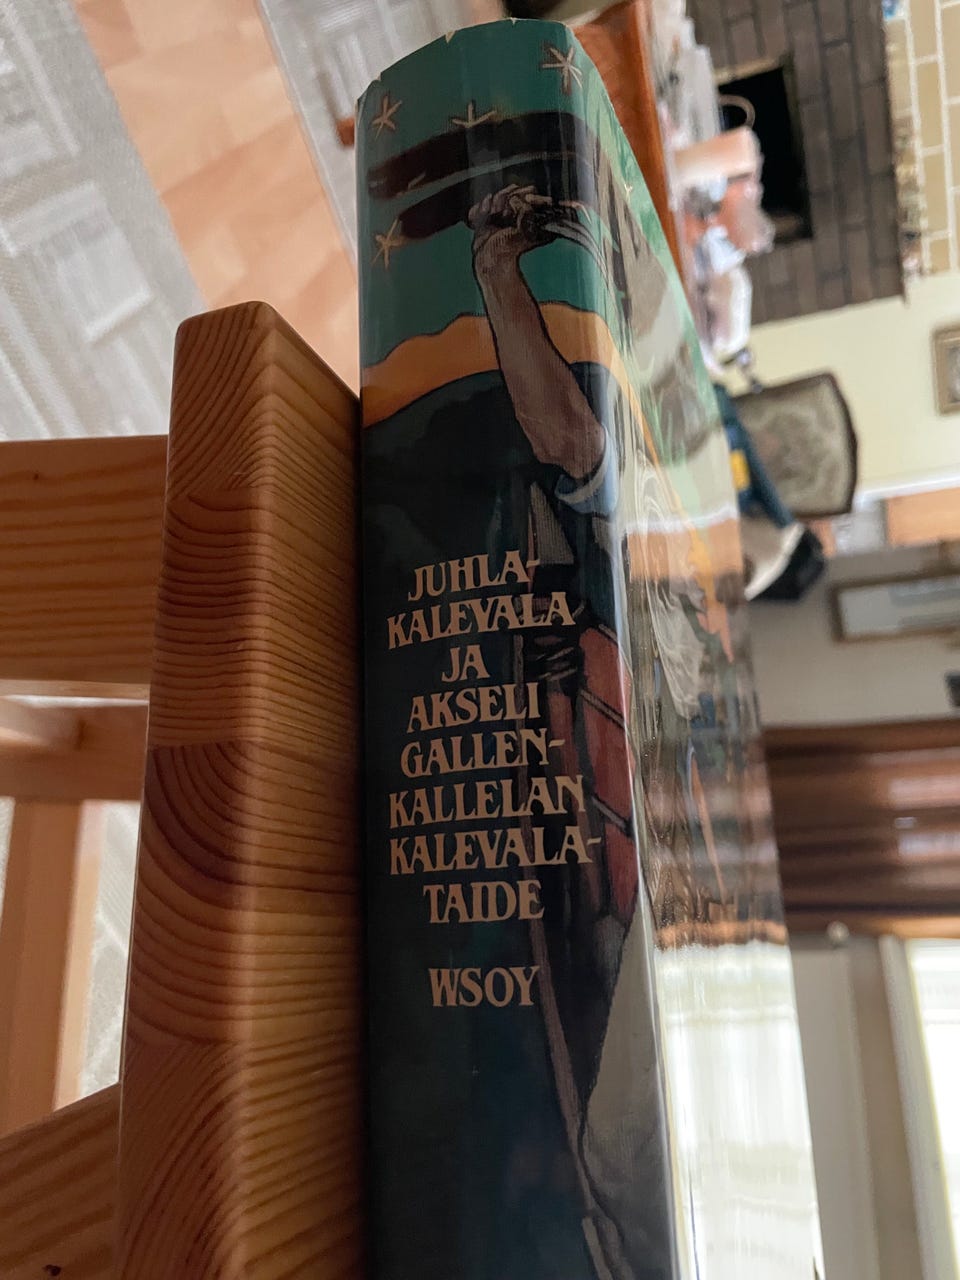 JUHLA-
KALEVALA
JA
AKSELI
GALLEN-
KALLELAN
KALEVALA-
TAIDE
WSOY